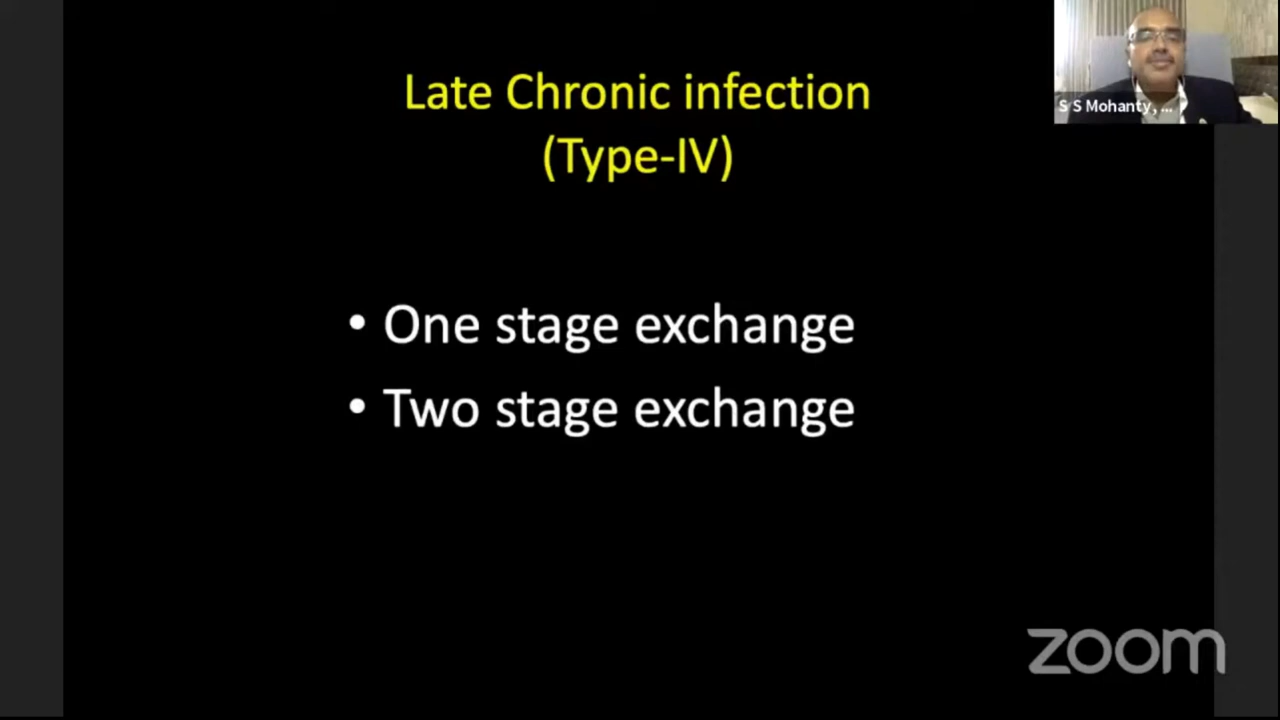 Late Chronic infection
(Type-IV)
• One stage exchange
• Two stage exchange
S S Mohanty, ...
zoom